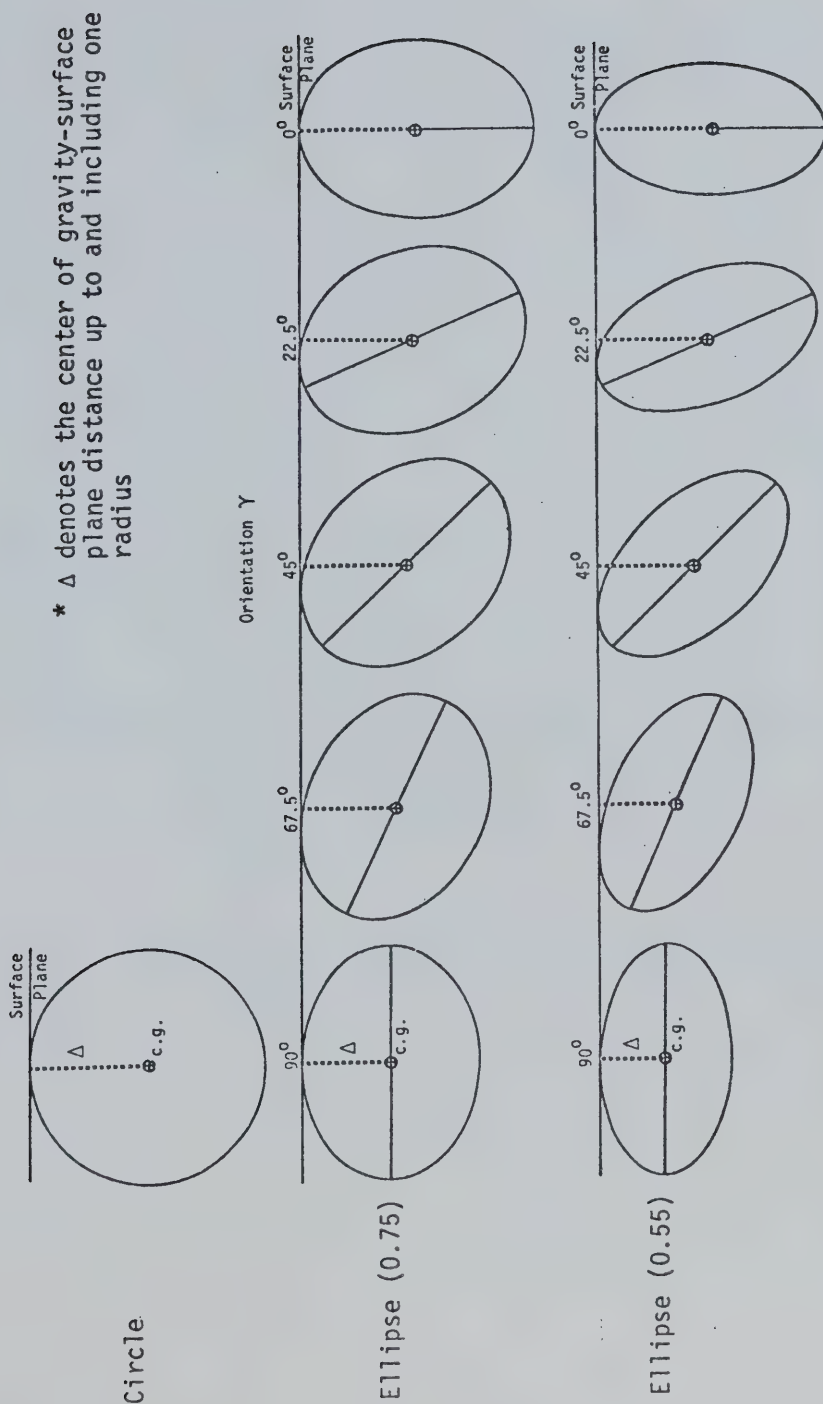 * Δ denotes the center of gravity-surface
plane distance up to and including one
radius
Circle
Surface
Plane
Δ
c.g.
Orientation γ
Ellipse (0.75)
90°
67.5°
45°
22.5°
0° Surface
Plane
Δ
c.g.
Ellipse (0.55)
90°
67.5°
45°
22.5°
0° Surface
Plane
Δ
c.g.